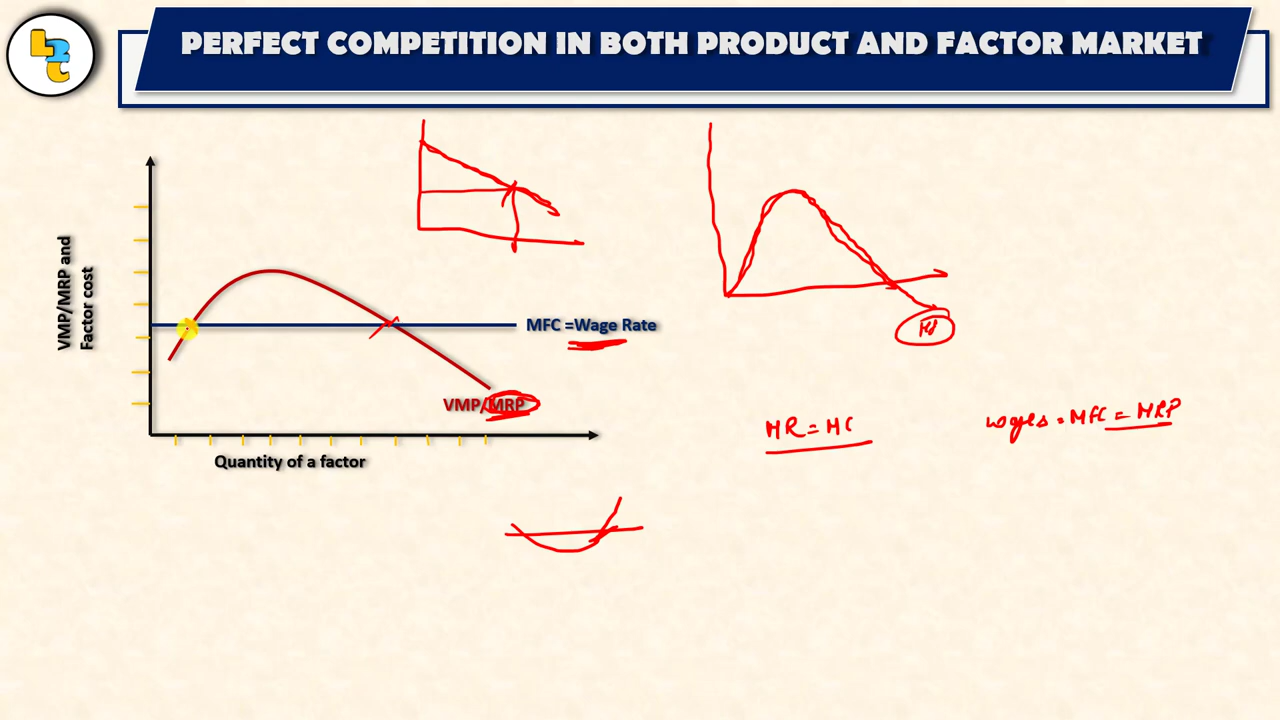 L2C
PERFECT COMPETITION IN BOTH PRODUCT AND FACTOR MARKET
VMP/MRP and
Factor cost
MFC =Wage Rate
VMP/MRP
Quantity of a factor
MR = MC
wages = MFC = MRP